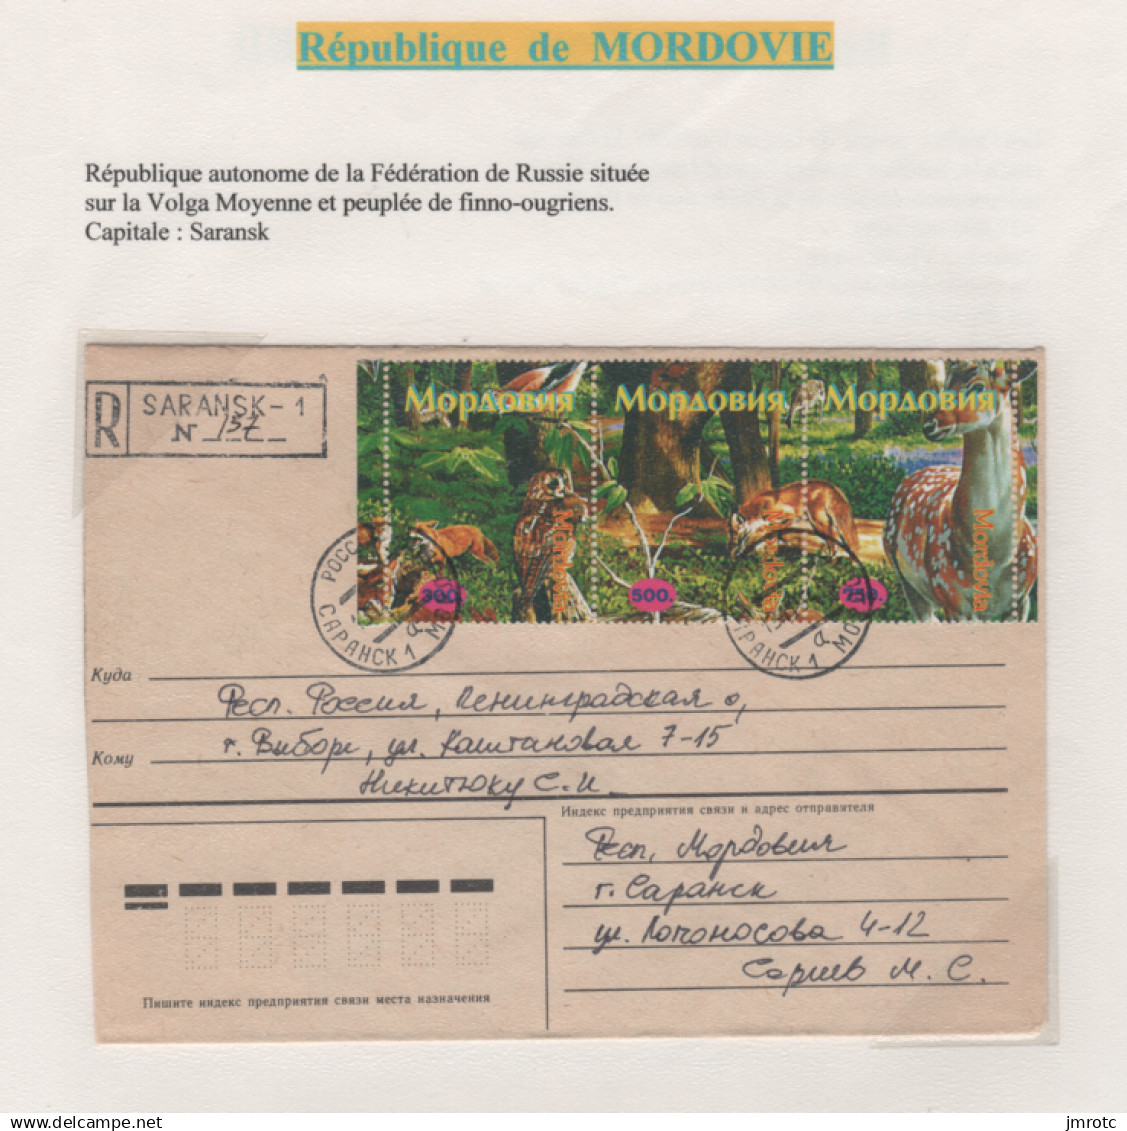 République de MORDOVIE
République autonome de la Fédération de Russie située
sur la Volga Moyenne et peuplée de finno-ougriens.
Capitale : Saransk
R SARANSK-1
N 137
Мордовия Мордовия Мордовия
Mordovia Mordovia Mordovia
300. 500. 250.
САРАНСК 1
Куда
Респ. Россия, Ленинградская о,
г. Виборг, ул. Каштановая 7-15
Кому
Никитюку С.И.
Индекс предприятия связи и адрес отправителя
Респ. Мордовия
г. Саранск
ул. Ломоносова 4-12
М. С.
Пишите индекс предприятия связи места назначения
delcampe.net
jmrotc